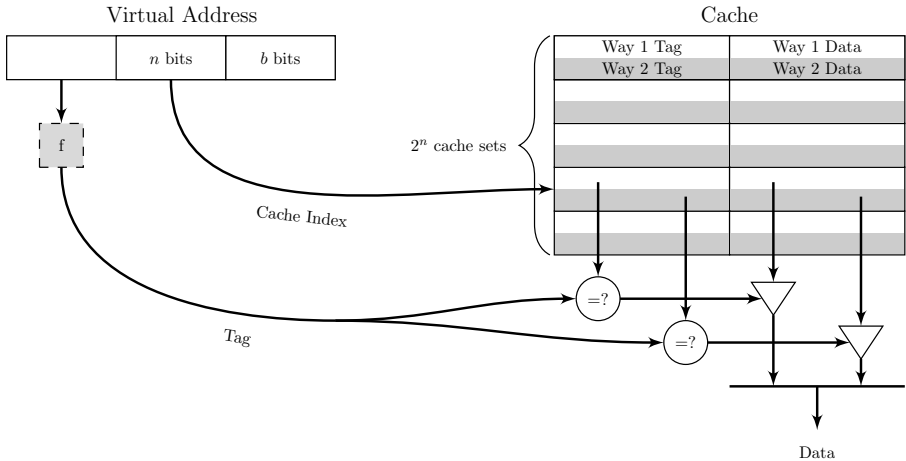 Virtual Address
Cache
n bits
b bits
Way 1 Tag
Way 1 Data
Way 2 Tag
Way 2 Data
f
2ⁿ cache sets
Cache Index
=?
Tag
=?
Data